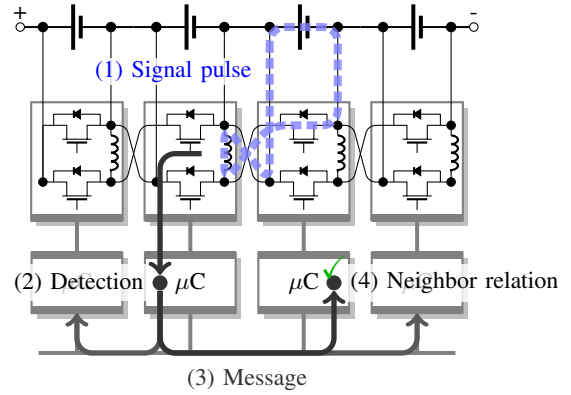 + -
(1) Signal pulse
(2) Detection μC μC (4) Neighbor relation
(3) Message